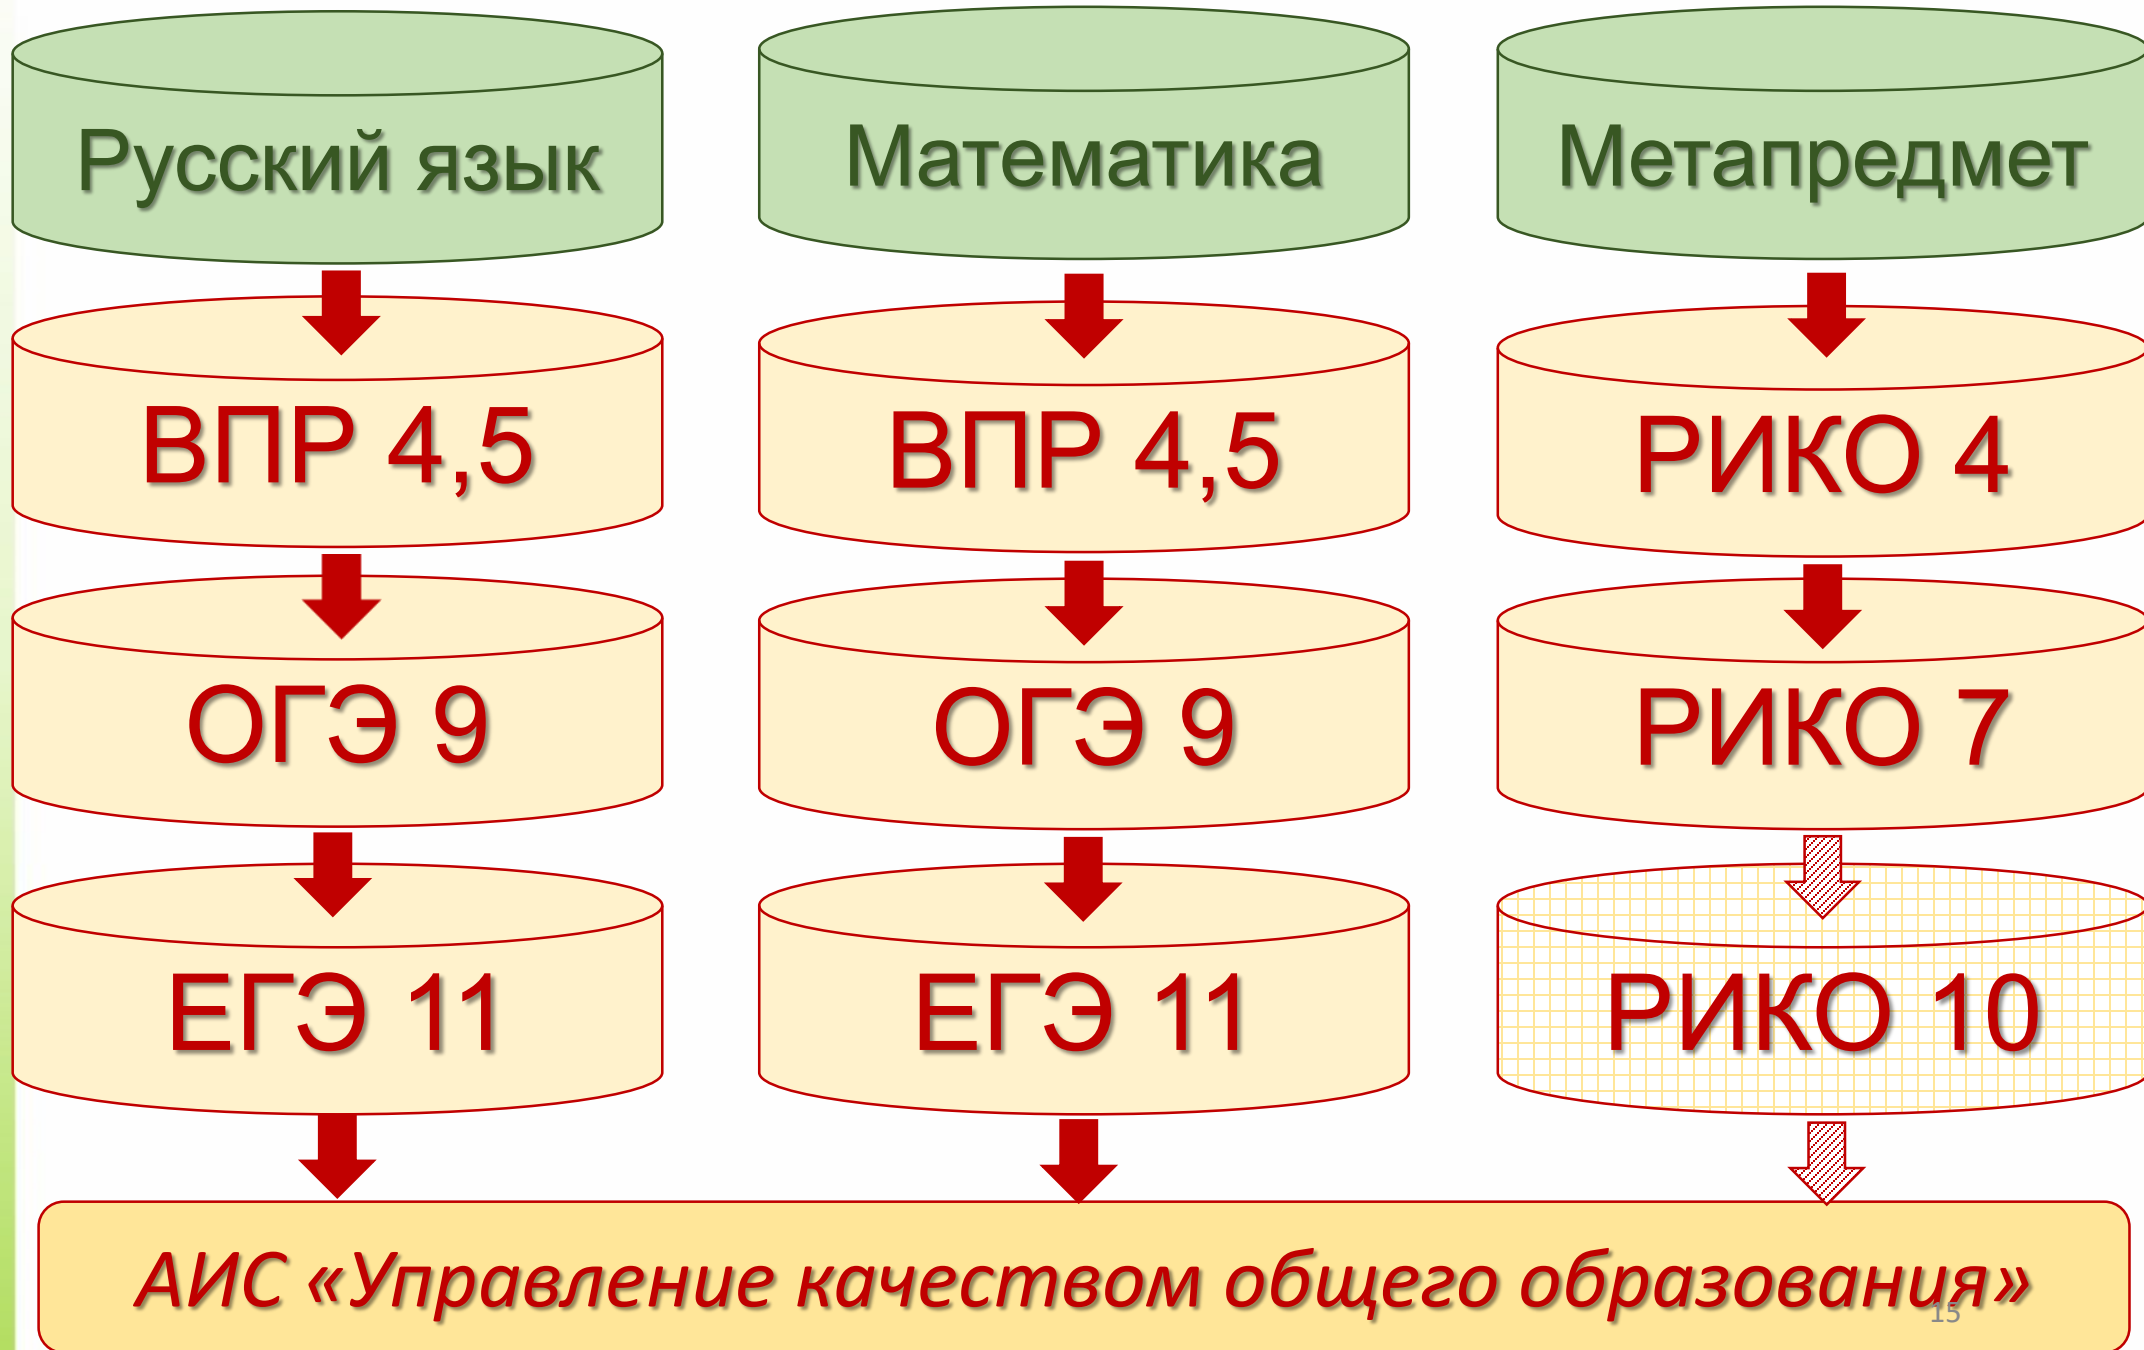 Русский язык
Математика
Метапредмет
ВПР 4,5
ВПР 4,5
РИКО 4
ОГЭ 9
ОГЭ 9
РИКО 7
ЕГЭ 11
ЕГЭ 11
РИКО 10
АИС «Управление качеством общего образования»
15